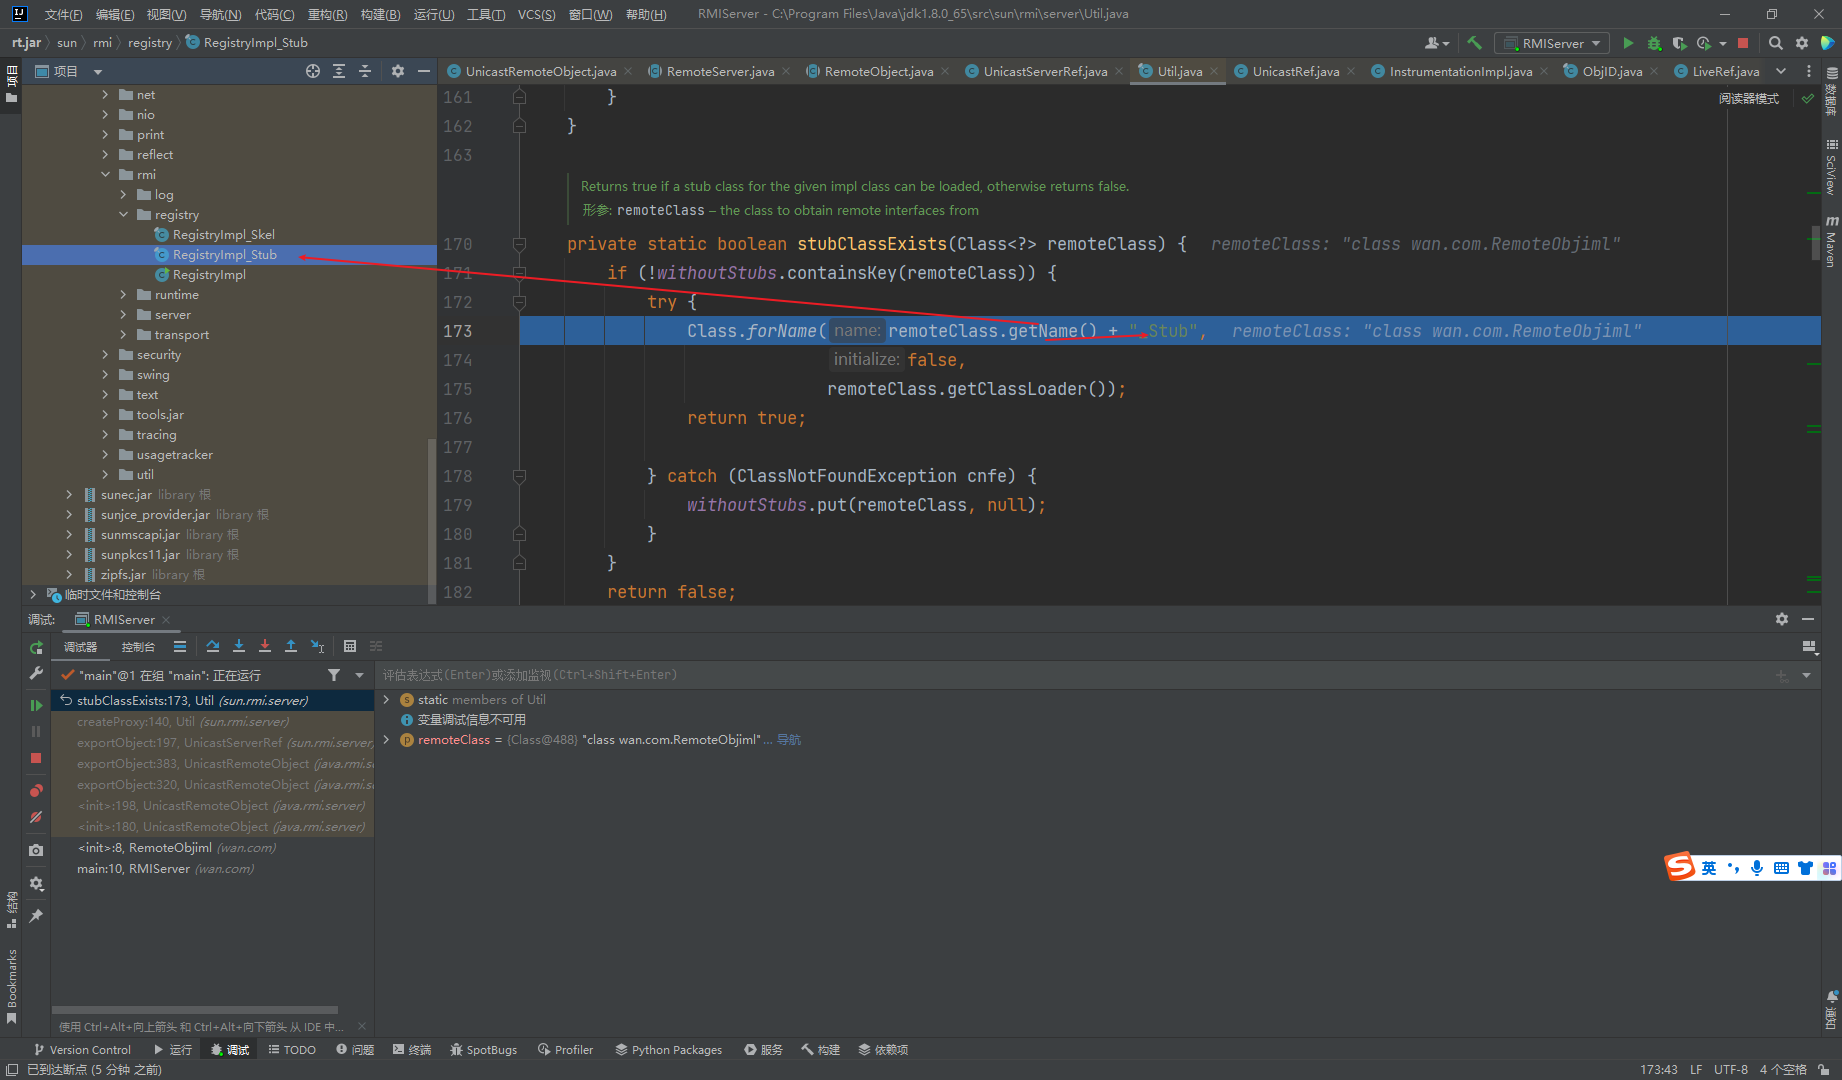 文件(F) 编辑(E) 视图(V) 导航(N) 代码(C) 重构(R) 构建(B) 运行(U) 工具(T) VCS(S) 窗口(W) 帮助(H) RMIServer - C:\Program Files\Java\jdk1.8.0_65\src\sun\rmi\server\Util.java
rt.jar sun rmi registry RegistryImpl_Stub RMIServer
项目
UnicastRemoteObject.java RemoteServer.java RemoteObject.java UnicastServerRef.java Util.java UnicastRef.java InstrumentationImpl.java ObjID.java LiveRef.java
项目
net
nio
print
reflect
rmi
log
registry
RegistryImpl_Skel
RegistryImpl_Stub
RegistryImpl
runtime
server
transport
security
swing
text
tools.jar
tracing
usagetracker
util
sunec.jar library 根
sunjce_provider.jar library 根
sunmscapi.jar library 根
sunpkcs11.jar library 根
zipfs.jar library 根
临时文件和控制台
阅读器模式
161 }
162 }
163
Returns true if a stub class for the given impl class can be loaded, otherwise returns false.
形参: remoteClass – the class to obtain remote interfaces from
170 private static boolean stubClassExists(Class<?> remoteClass) { remoteClass: "class wan.com.RemoteObjiml"
171 if (!withoutStubs.containsKey(remoteClass)) {
172 try {
173 Class.forName( name: remoteClass.getName() + "_Stub", remoteClass: "class wan.com.RemoteObjiml"
174 initialize: false,
175 remoteClass.getClassLoader());
176 return true;
177
178 } catch (ClassNotFoundException cnfe) {
179 withoutStubs.put(remoteClass, null);
180 }
181 }
182 return false;
数据库
SciView
Maven
通知
调试: RMIServer
调试器 控制台
"main"@1 在组 "main": 正在运行
stubClassExists:173, Util (sun.rmi.server)
createProxy:140, Util (sun.rmi.server)
exportObject:197, UnicastServerRef (sun.rmi.server)
exportObject:383, UnicastRemoteObject (java.rmi.s
exportObject:320, UnicastRemoteObject (java.rmi.s
<init>:198, UnicastRemoteObject (java.rmi.server)
<init>:180, UnicastRemoteObject (java.rmi.server)
<init>:8, RemoteObjiml (wan.com)
main:10, RMIServer (wan.com)
使用 Ctrl+Alt+向上箭头 和 Ctrl+Alt+向下箭头 从 IDE 中...
评估表达式(Enter)或添加监视(Ctrl+Shift+Enter)
static members of Util
变量调试信息不可用
remoteClass = {Class@488} "class wan.com.RemoteObjiml"... 导航
英
结构
Bookmarks
Version Control 运行 调试 TODO 问题 终端 SpotBugs Profiler Python Packages 服务 构建 依赖项
已到达断点 (5 分钟 之前) 173:43 LF UTF-8 4 个空格